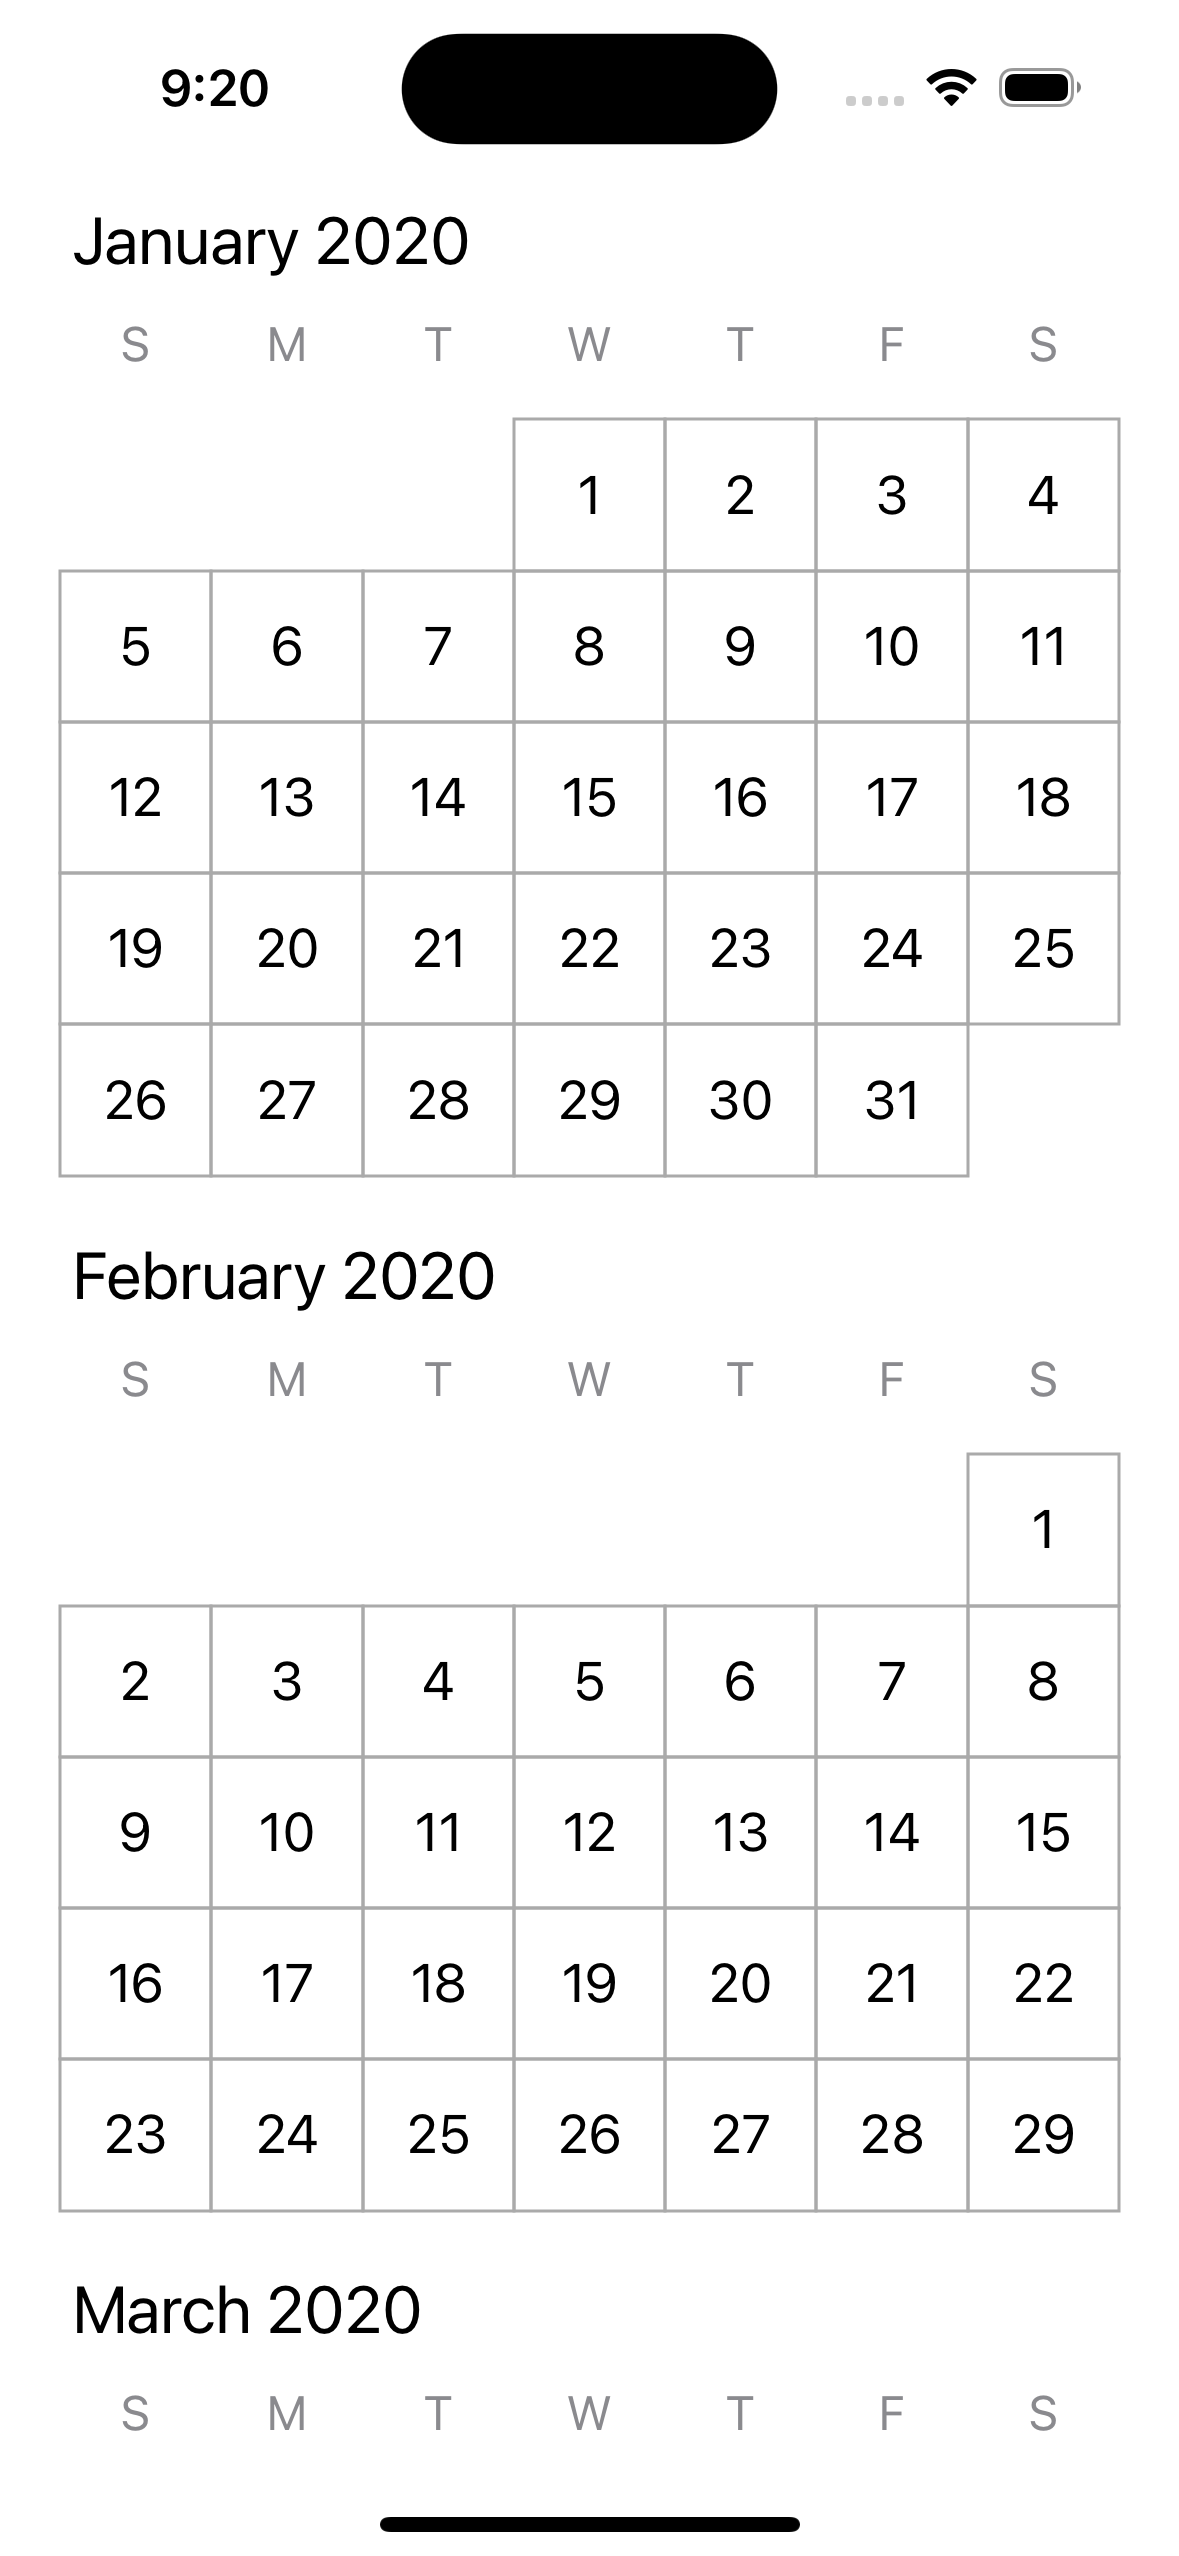 9:20
January 2020
S M T W T F S
1 2 3 4
5 6 7 8 9 10 11
12 13 14 15 16 17 18
19 20 21 22 23 24 25
26 27 28 29 30 31
February 2020
S M T W T F S
1
2 3 4 5 6 7 8
9 10 11 12 13 14 15
16 17 18 19 20 21 22
23 24 25 26 27 28 29
March 2020
S M T W T F S